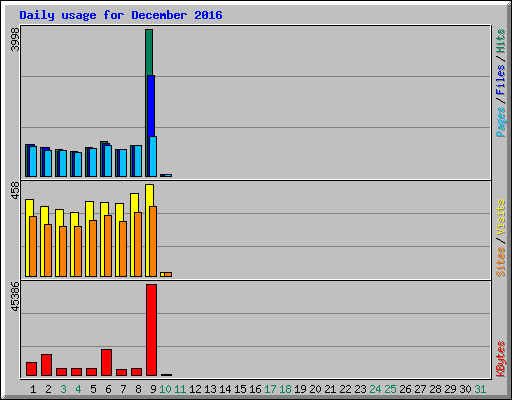 Daily usage for December 2016
3998
Pages / Files / Hits
458
Sites / Visits
45386
KBytes
1 2 3 4 5 6 7 8 9 10 11 12 13 14 15 16 17 18 19 20 21 22 23 24 25 26 27 28 29 30 31